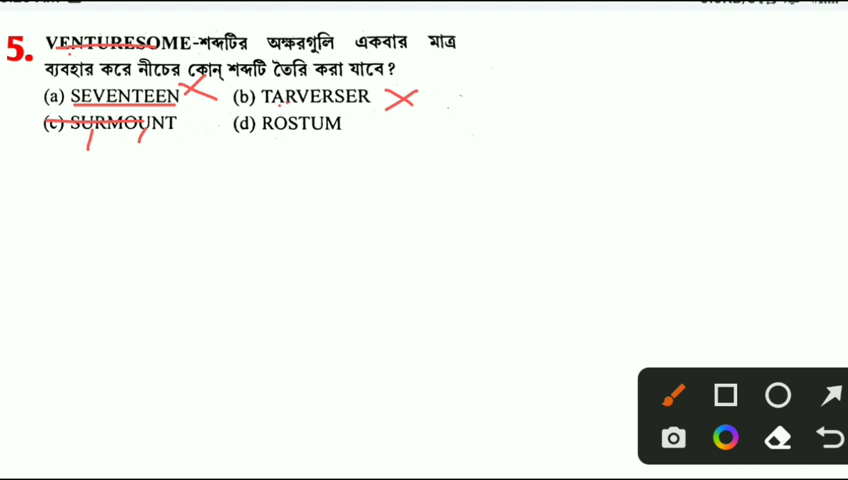 5. VENTURESOME-শব্দটির অক্ষরগুলি একবার মাত্র
ব্যবহার করে নীচের কোন্ শব্দটি তৈরি করা যাবে?
(a) SEVENTEEN (b) TARVERSER
(c) SURMOUNT (d) ROSTUM